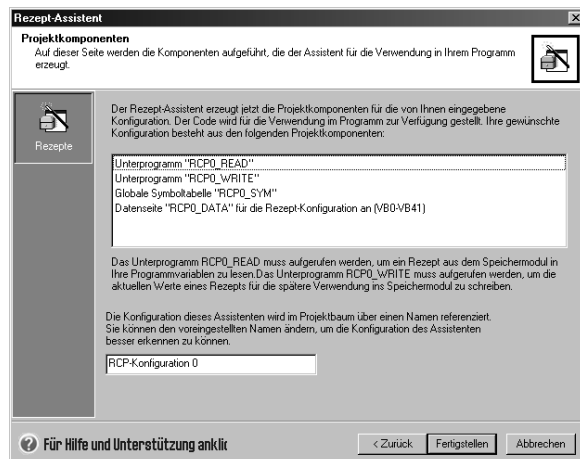 Rezept-Assistent
Projektkomponenten
Auf dieser Seite werden die Komponenten aufgeführt, die der Assistent für die Verwendung in Ihrem Programm
erzeugt.
Rezepte
Der Rezept-Assistent erzeugt jetzt die Projektkomponenten für die von Ihnen eingegebene
Konfiguration. Der Code wird für die Verwendung im Programm zur Verfügung gestellt. Ihre gewünschte
Konfiguration besteht aus den folgenden Projektkomponenten:
Unterprogramm "RCP0_READ"
Unterprogramm "RCP0_WRITE"
Globale Symboltabelle "RCP0_SYM"
Datenseite "RCP0_DATA" für die Rezept-Konfiguration an (VB0-VB41)
Das Unterprogramm RCP0_READ muss aufgerufen werden, um ein Rezept aus dem Speichermodul in
Ihre Programmvariablen zu lesen.Das Unterprogramm RCP0_WRITE muss aufgerufen werden, um die
aktuellen Werte eines Rezepts für die spätere Verwendung ins Speichermodul zu schreiben.
Die Konfiguration dieses Assistenten wird im Projektbaum über einen Namen referenziert.
Sie können den voreingestellten Namen ändern, um die Konfiguration des Assistenten
besser erkennen zu können.
RCP-Konfiguration 0
Für Hilfe und Unterstützung anklic
< Zurück Fertigstellen Abbrechen